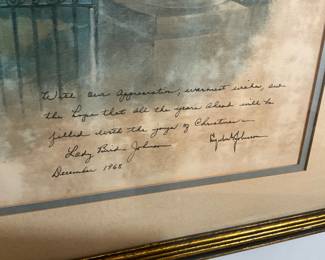 With our appreciation, warmest wishes, and
the hope that all the years ahead will be
filled with the joys of Christmas -
Lady Bird Johnson Lyndon Johnson
December 1968